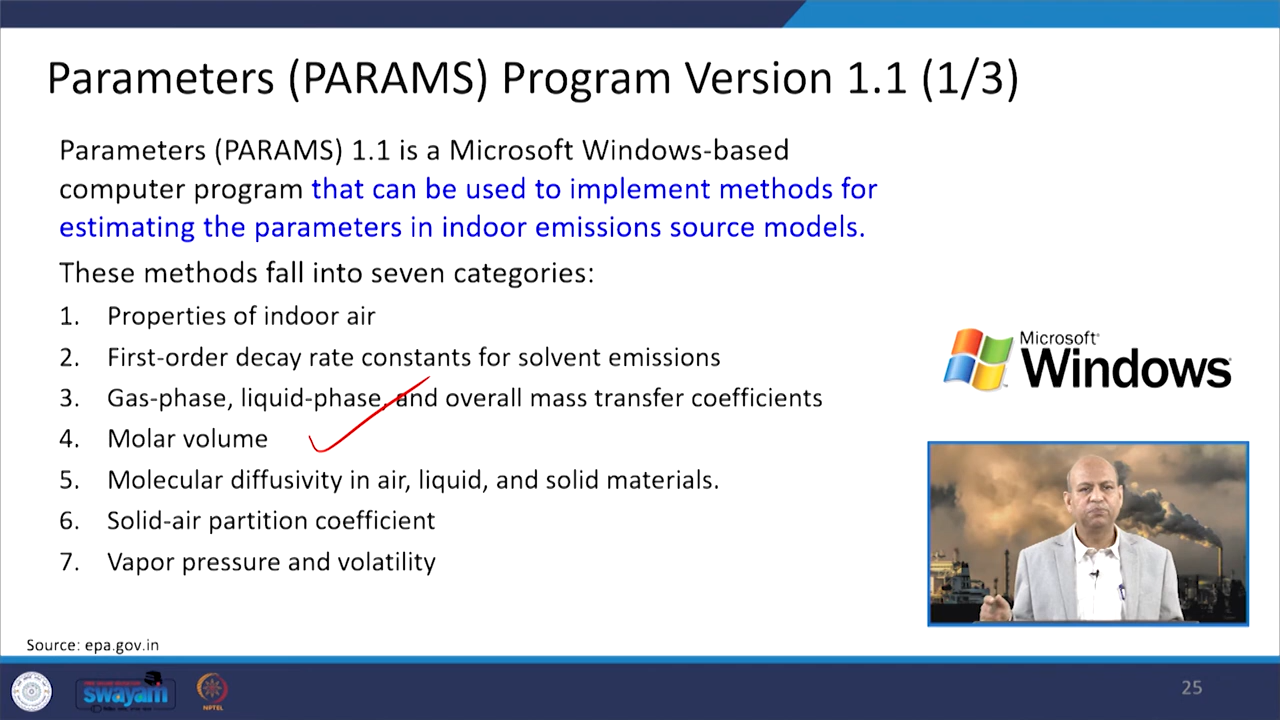 Parameters (PARAMS) Program Version 1.1 (1/3)
Parameters (PARAMS) 1.1 is a Microsoft Windows-based
computer program that can be used to implement methods for
estimating the parameters in indoor emissions source models.
These methods fall into seven categories:
1. Properties of indoor air
2. First-order decay rate constants for solvent emissions
3. Gas-phase, liquid-phase, and overall mass transfer coefficients
4. Molar volume
5. Molecular diffusivity in air, liquid, and solid materials.
6. Solid-air partition coefficient
7. Vapor pressure and volatility
Microsoft®
Windows®
Source: epa.gov.in
swayam
NPTEL
25